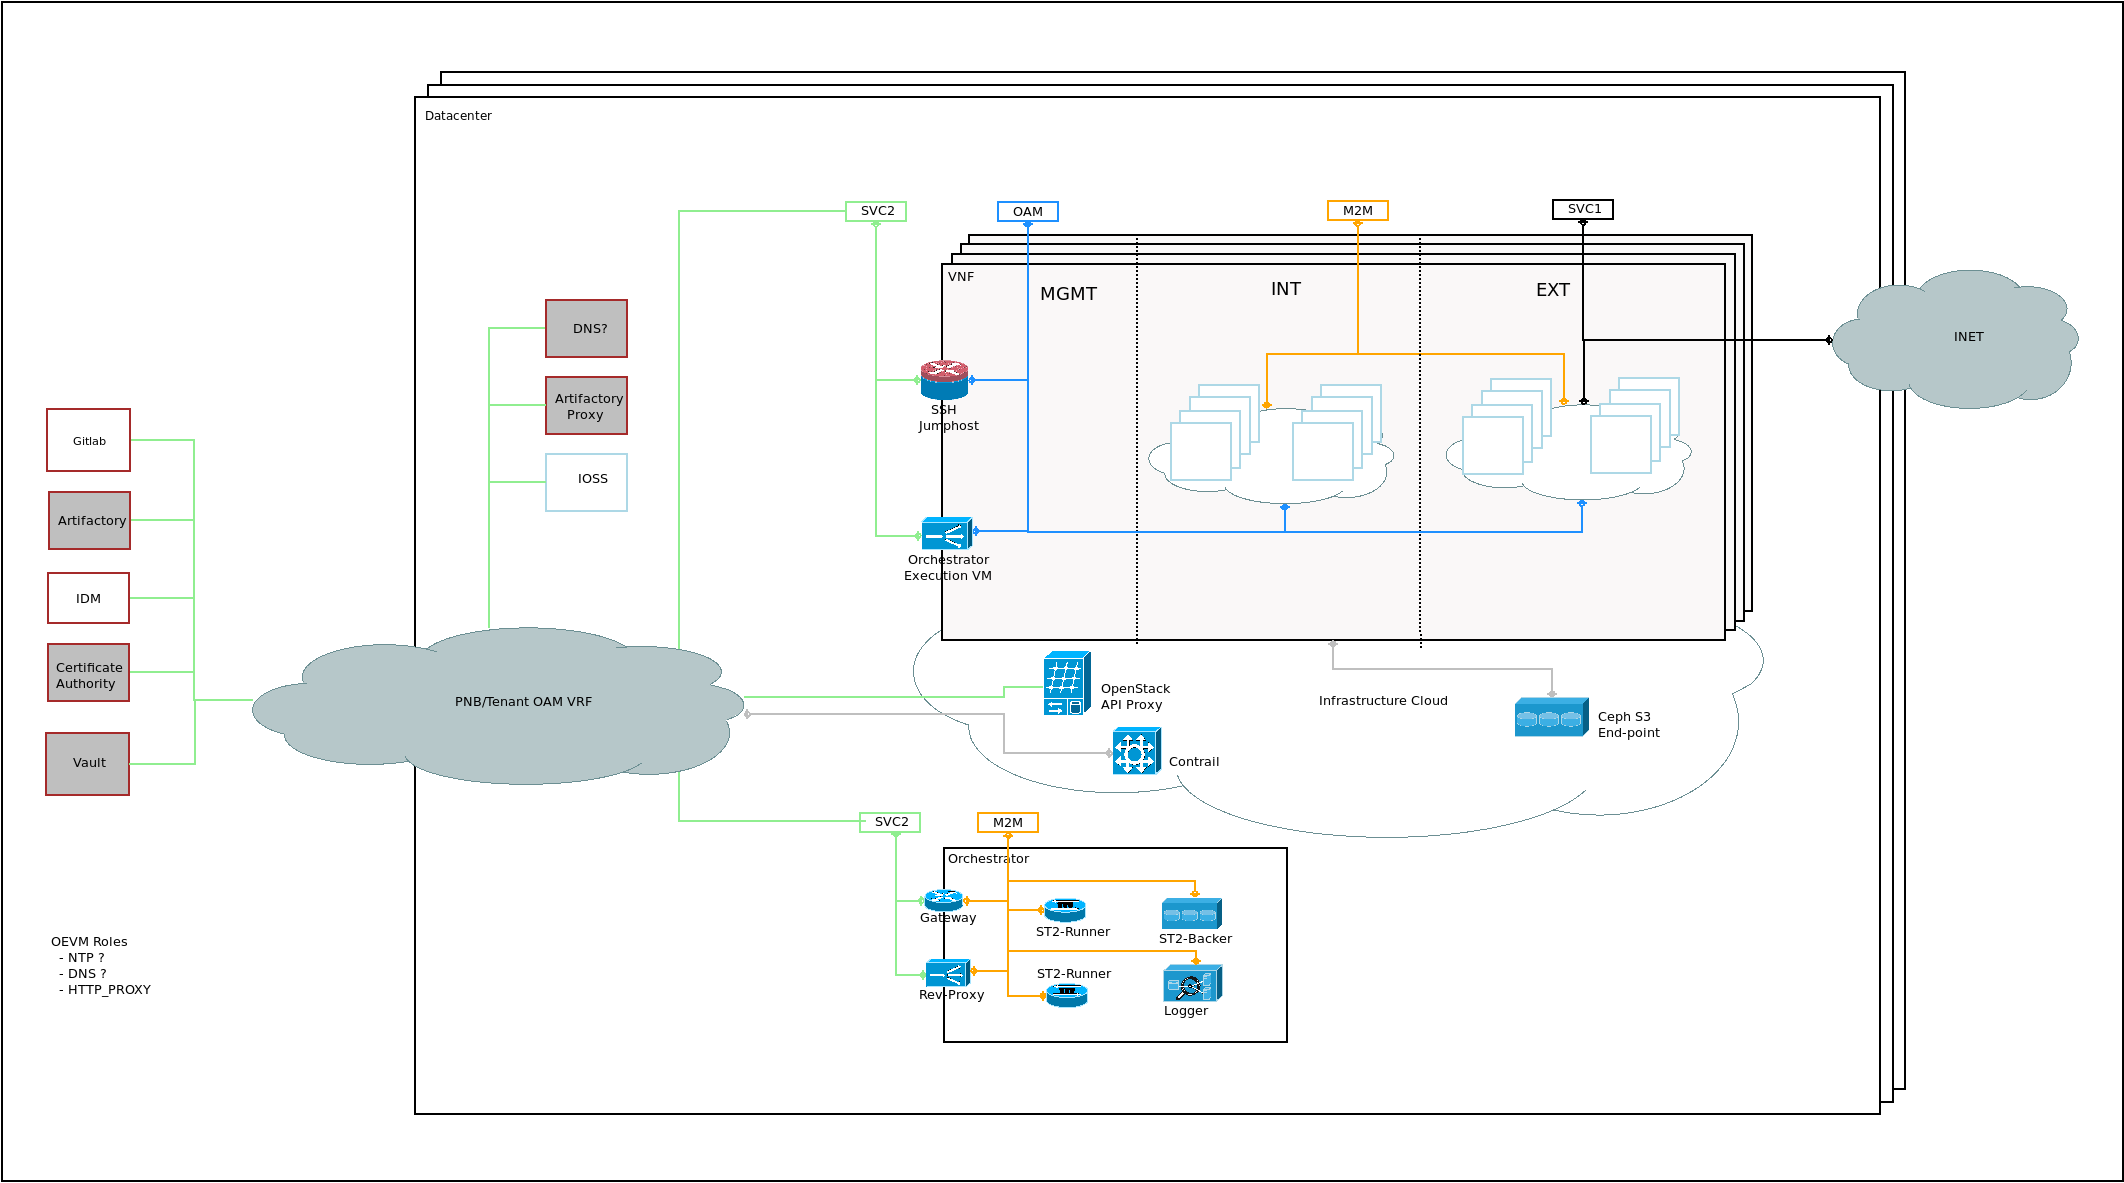 Datacenter
SVC2
OAM
M2M
SVC1
VNF
MGMT
INT
EXT
DNS?
INET
Artifactory
Proxy
SSH
Jumphost
Gitlab
IOSS
Artifactory
Orchestrator
Execution VM
IDM
Certificate
Authority
PNB/Tenant OAM VRF
OpenStack
API Proxy
Infrastructure Cloud
Ceph S3
End-point
Vault
Contrail
SVC2
M2M
Orchestrator
Gateway
ST2-Runner
ST2-Backer
ST2-Runner
Rev-Proxy
Logger
OEVM Roles
- NTP ?
- DNS ?
- HTTP_PROXY